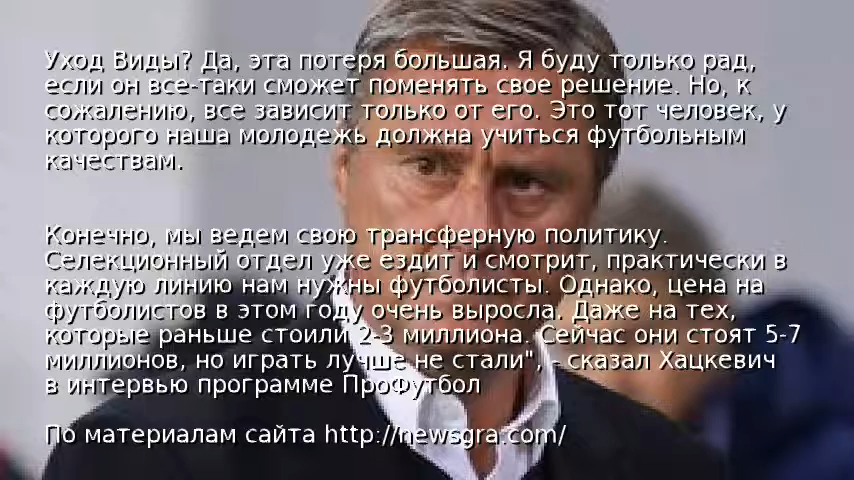 Уход Виды? Да, эта потеря большая. Я буду только рад,
если он все-таки сможет поменять свое решение. Но, к
сожалению, все зависит только от его. Это тот человек, у
которого наша молодежь должна учиться футбольным
качествам.
Конечно, мы ведем свою трансферную политику.
Селекционный отдел уже ездит и смотрит, практически в
каждую линию нам нужны футболисты. Однако, цена на
футболистов в этом году очень выросла. Даже на тех,
которые раньше стоили 2-3 миллиона. Сейчас они стоят 5-7
миллионов, но играть лучше не стали", - сказал Хацкевич
в интервью программе ПроФутбол
По материалам сайта http://newsgra.com/